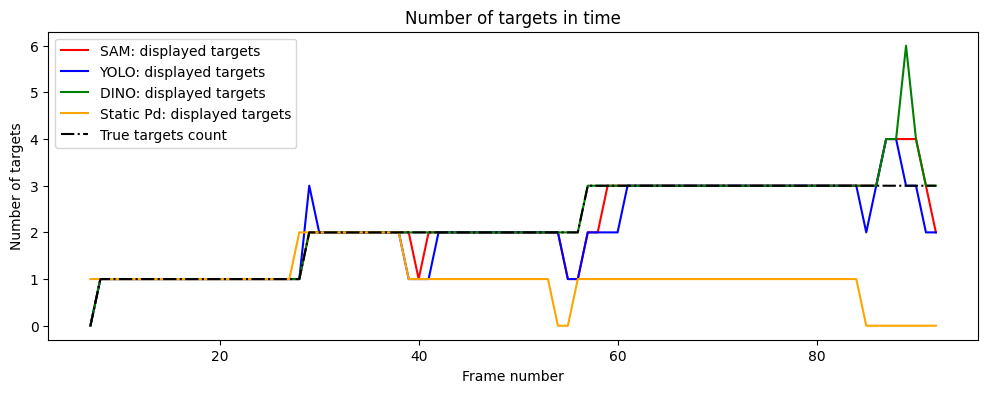 Number of targets in time
SAM: displayed targets
YOLO: displayed targets
DINO: displayed targets
Static Pd: displayed targets
True targets count
Number of targets
6
5
4
3
2
1
0
20
40
60
80
Frame number